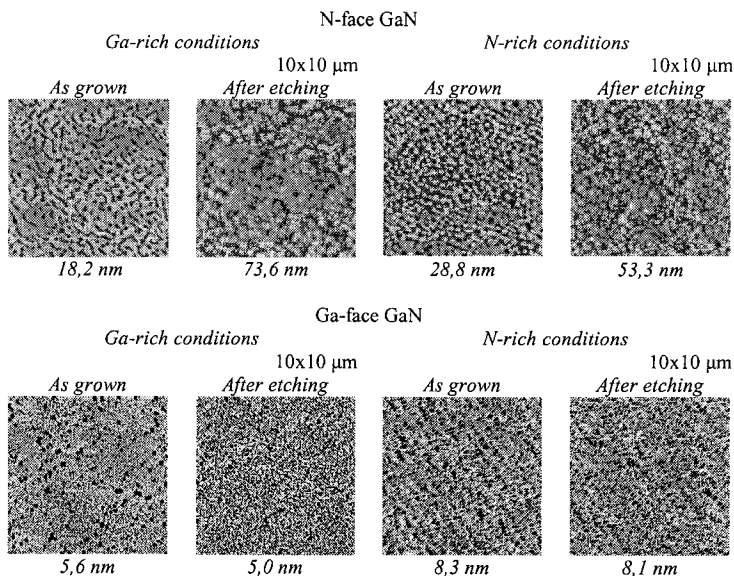 N-face GaN
Ga-rich conditions N-rich conditions
10x10 μm 10x10 μm
As grown After etching As grown After etching
18,2 nm 73,6 nm 28,8 nm 53,3 nm
Ga-face GaN
Ga-rich conditions N-rich conditions
10x10 μm 10x10 μm
As grown After etching As grown After etching
5,6 nm 5,0 nm 8,3 nm 8,1 nm